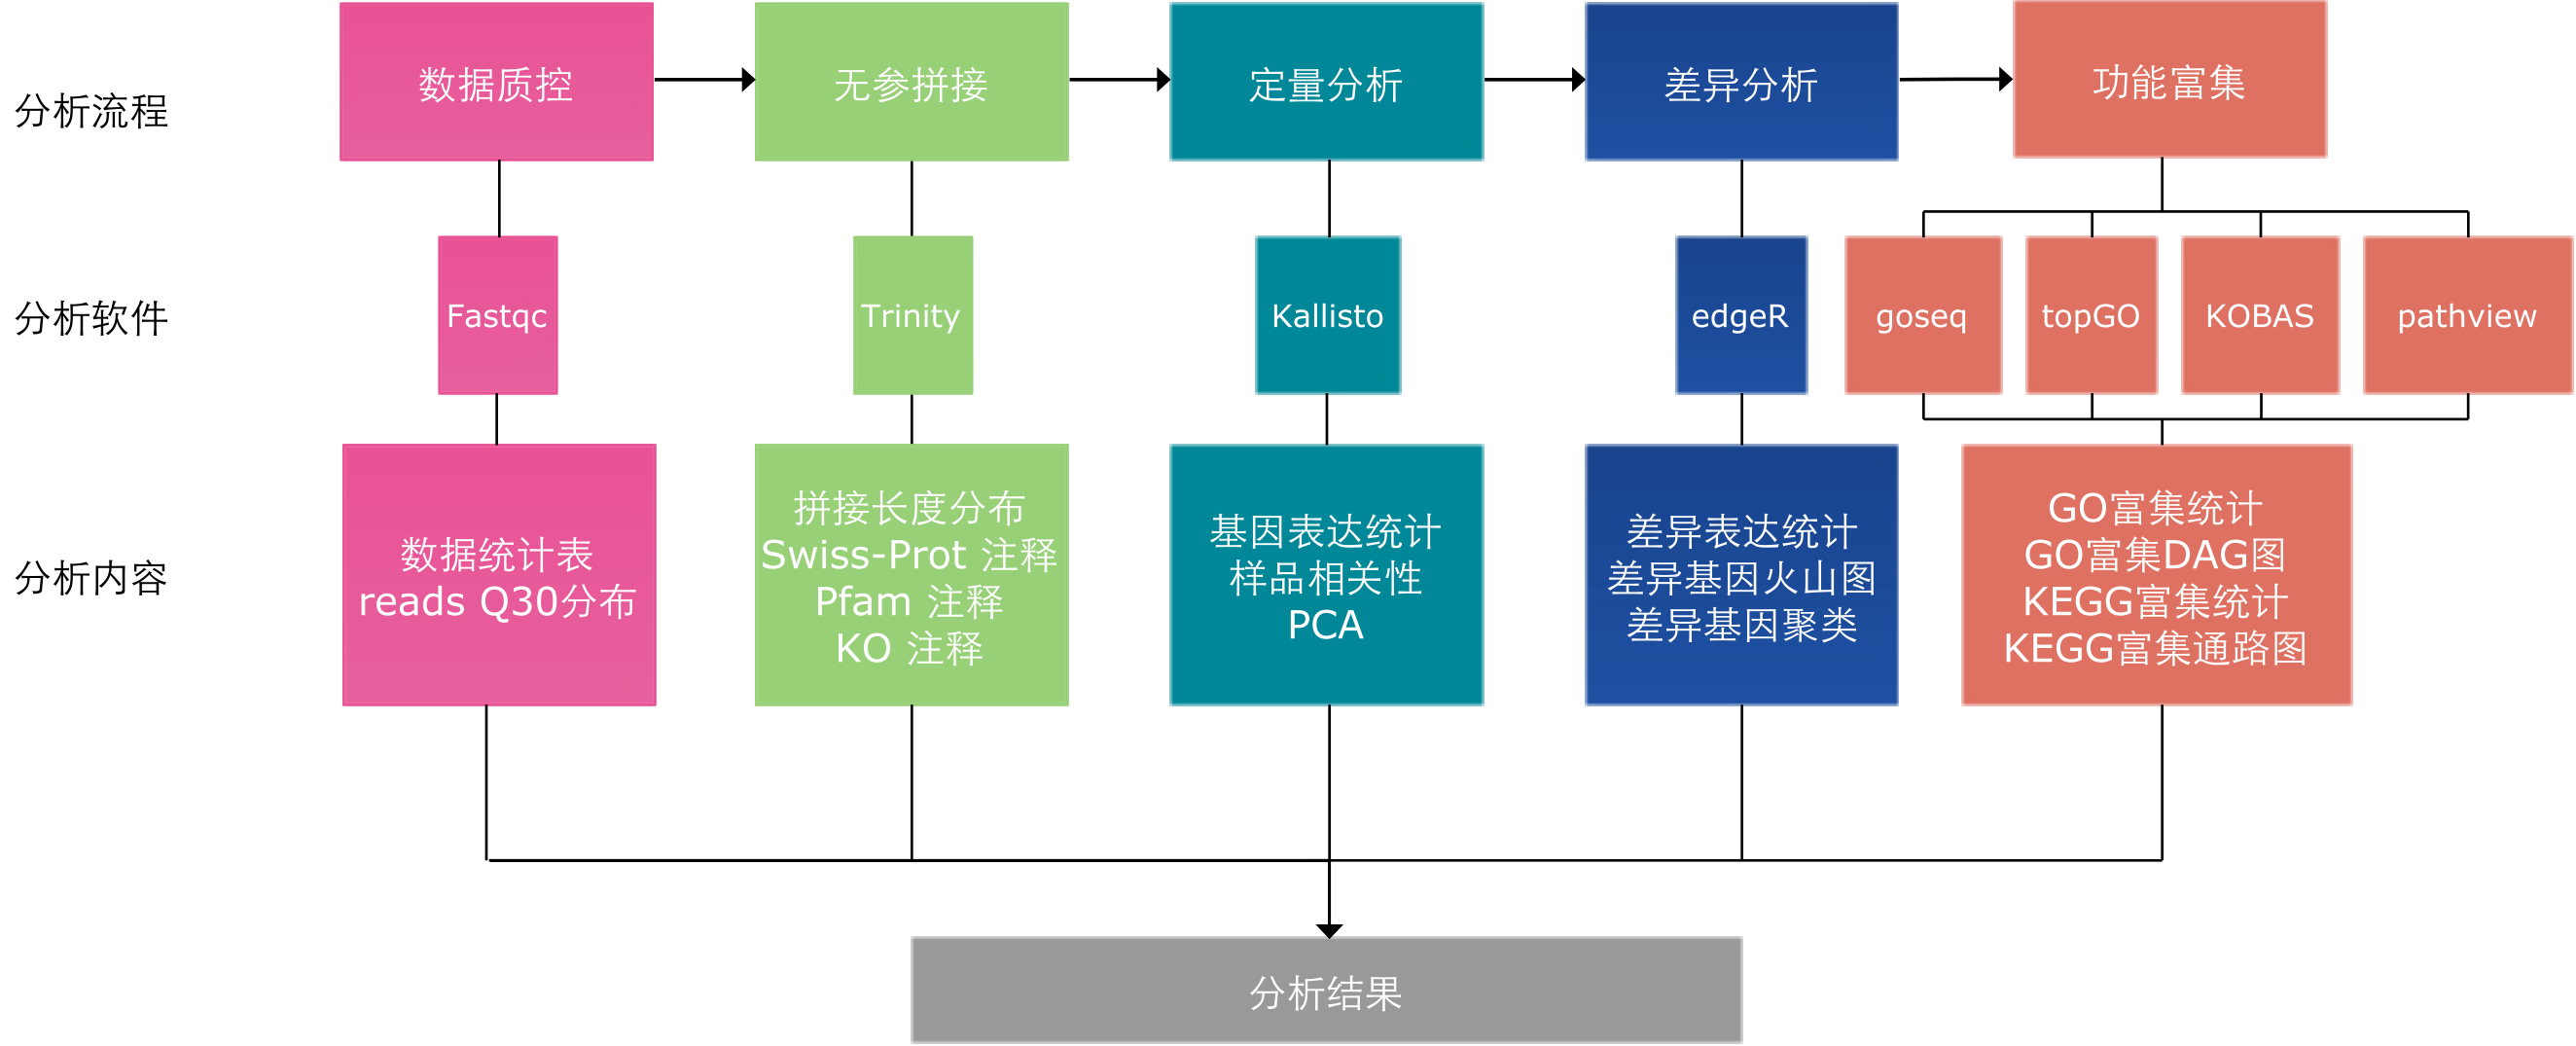 分析流程
数据质控
无参拼接
定量分析
差异分析
功能富集
分析软件
Fastqc
Trinity
Kallisto
edgeR
goseq
topGO
KOBAS
pathview
分析内容
数据统计表
reads Q30分布
拼接长度分布
Swiss-Prot 注释
Pfam 注释
KO 注释
基因表达统计
样品相关性
PCA
差异表达统计
差异基因火山图
差异基因聚类
GO富集统计
GO富集DAG图
KEGG富集统计
KEGG富集通路图
分析结果